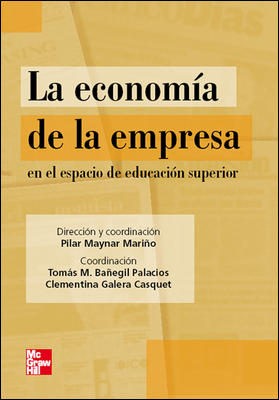 La economía
de la empresa
en el espacio de educación superior
Dirección y coordinación
Pilar Maynar Mariño
Coordinación
Tomás M. Bañegil Palacios
Clementina Galera Casquet
Mc
Graw
Hill